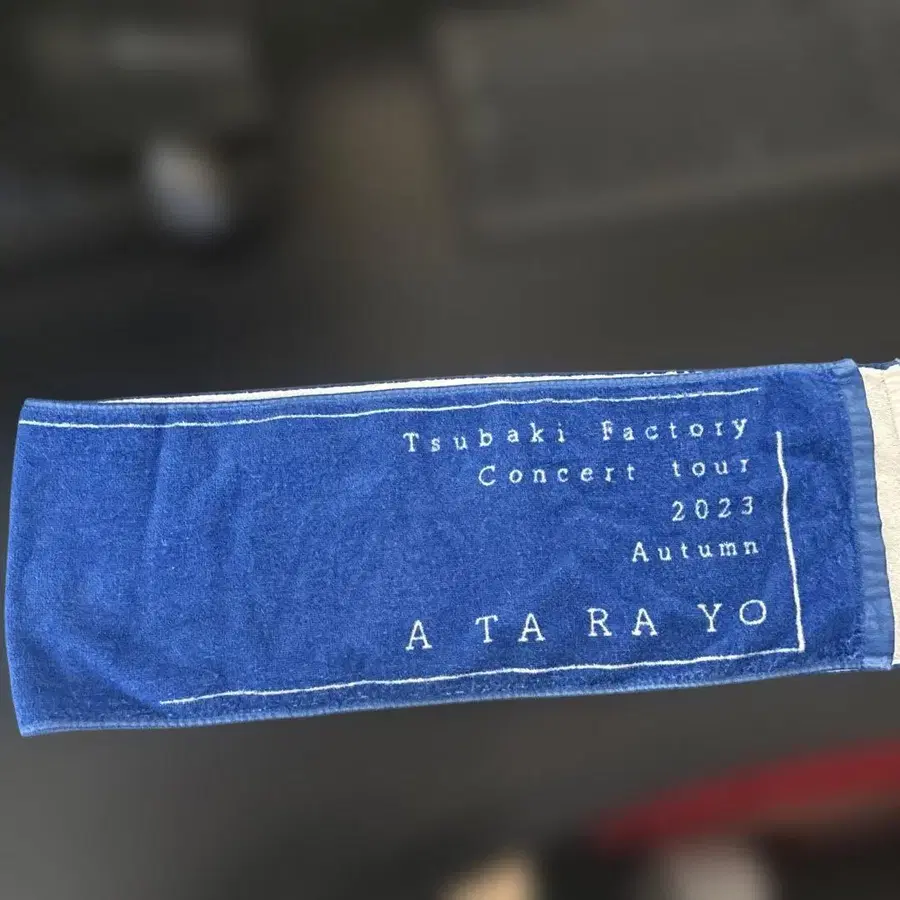 Tsubaki Factory
Concert tour
2023
Autumn
A TA RA YO